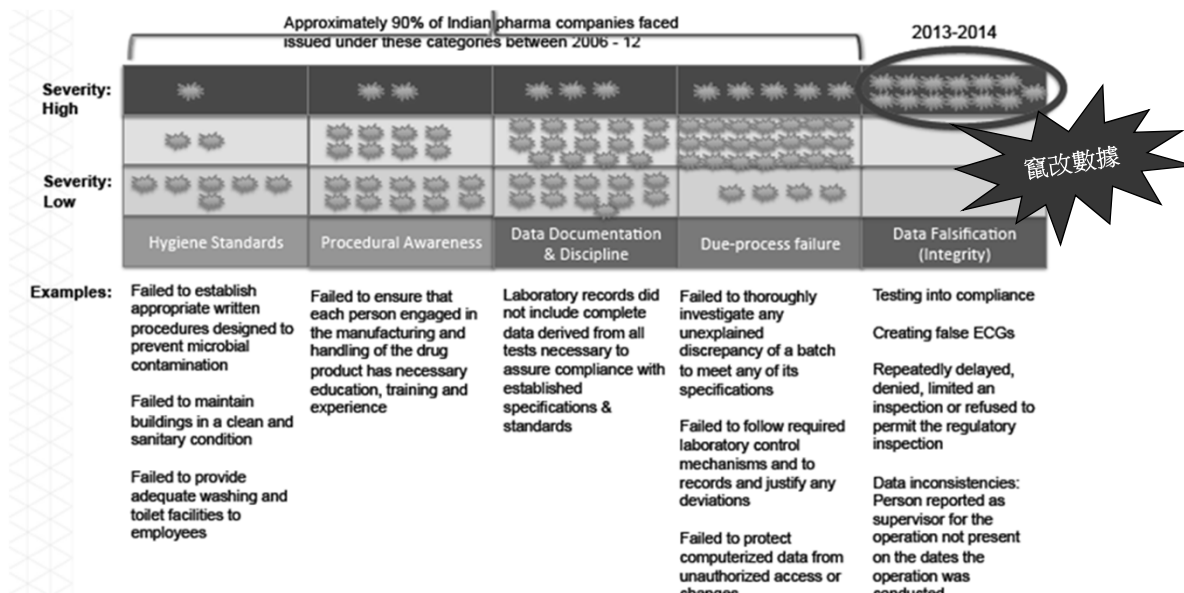 Approximately 90% of Indian pharma companies faced
issued under these categories between 2006 - 12
2013-2014
Severity:
High
Severity:
Low
竄改數據
Hygiene Standards
Procedural Awareness
Data Documentation
& Discipline
Due-process failure
Data Falsification
(Integrity)
Examples:
Failed to establish
appropriate written
procedures designed to
prevent microbial
contamination
Failed to maintain
buildings in a clean and
sanitary condition
Failed to provide
adequate washing and
toilet facilities to
employees
Failed to ensure that
each person engaged in
the manufacturing and
handling of the drug
product has necessary
education, training and
experience
Laboratory records did
not include complete
data derived from all
tests necessary to
assure compliance with
established
specifications &
standards
Failed to thoroughly
investigate any
unexplained
discrepancy of a batch
to meet any of its
specifications
Failed to follow required
laboratory control
mechanisms and to
records and justify any
deviations
Failed to protect
computerized data from
unauthorized access or
changes
Testing into compliance
Creating false ECGs
Repeatedly delayed,
denied, limited an
inspection or refused to
permit the regulatory
inspection
Data inconsistencies:
Person reported as
supervisor for the
operation not present
on the dates the
operation was
conducted